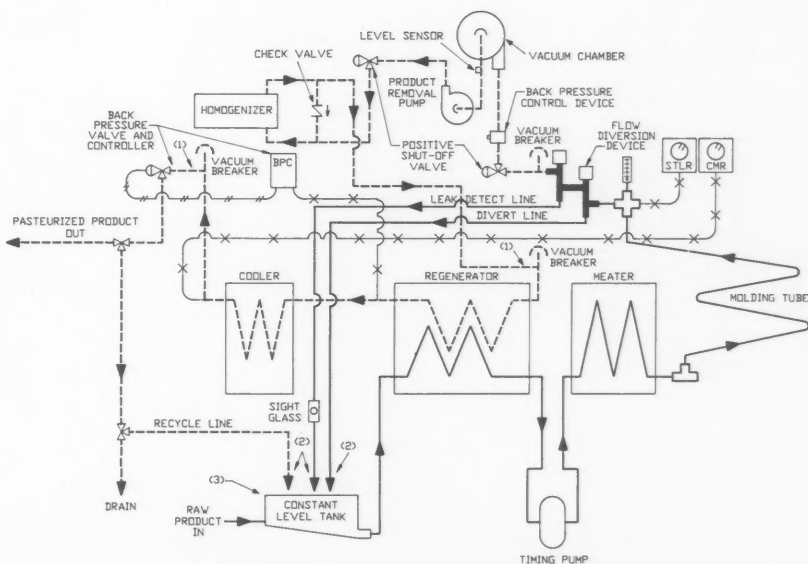 LEVEL SENSOR
VACUUM CHAMBER
CHECK VALVE
PRODUCT
REMOVAL
PUMP
HOMOGENIZER
BACK PRESSURE
CONTROL DEVICE
FLOW
DIVERSION
DEVICE
BACK
PRESSURE
VALVE AND
CONTROLLER
(1)
VACUUM
BREAKER
BPC
POSITIVE
SHUT-OFF
VALVE
VACUUM
BREAKER
STLR
CMR
LEAK DETECT LINE
DIVERT LINE
PASTEURIZED PRODUCT
OUT
(1)
VACUUM
BREAKER
COOLER
REGENERATOR
MEATER
MOLDING TUBE
SIGHT
GLASS
RECYCLE LINE
(2)
(2)
(3)
DRAIN
RAW
PRODUCT
IN
CONSTANT
LEVEL TANK
TIMING PUMP